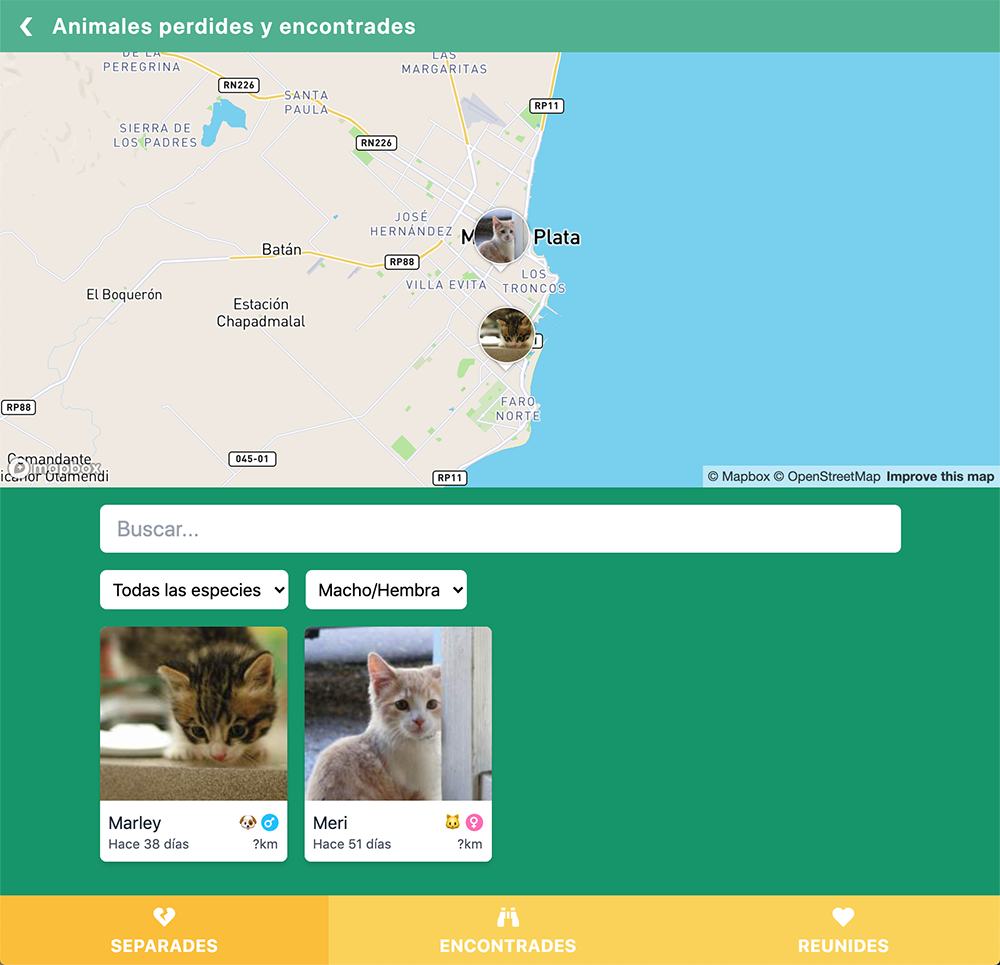 Animales perdides y encontrades
DE LA
PEREGRINA
LAS
MARGARITAS
RN226
SANTA
PAULA
RP11
SIERRA DE
LOS PADRES
RN226
JOSÉ
HERNÁNDEZ
M
Plata
Batán
RP88
VILLA EVITA
LOS
TRONCOS
El Boquerón
Estación
Chapadmalal
RP88
FARO
NORTE
Comandante
icanor Otamendi
mapbox
045-01
RP11
© Mapbox © OpenStreetMap Improve this map
Buscar...
Todas las especies
Macho/Hembra
Marley
Hace 38 días
?km
Meri
Hace 51 días
?km
SEPARADES
ENCONTRADES
REUNIDES